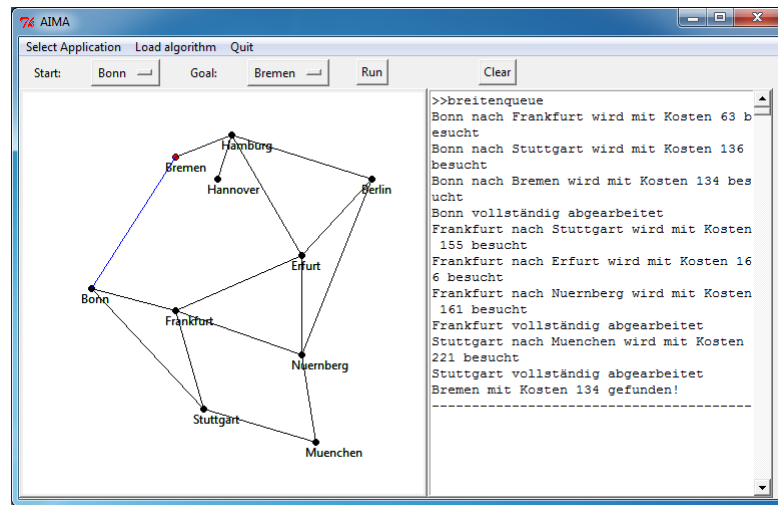 AIMA
Select Application Load algorithm Quit
Start: Bonn Goal: Bremen Run Clear
Hamburg
Bremen
Hannover
Berlin
Erfurt
Bonn
Frankfurt
Nuernberg
Stuttgart
Muenchen
>>breitenqueue
Bonn nach Frankfurt wird mit Kosten 63 b
esucht
Bonn nach Stuttgart wird mit Kosten 136
besucht
Bonn nach Bremen wird mit Kosten 134 bes
ucht
Bonn vollständig abgearbeitet
Frankfurt nach Stuttgart wird mit Kosten
155 besucht
Frankfurt nach Erfurt wird mit Kosten 16
6 besucht
Frankfurt nach Nuernberg wird mit Kosten
161 besucht
Frankfurt vollständig abgearbeitet
Stuttgart nach Muenchen wird mit Kosten
221 besucht
Stuttgart vollständig abgearbeitet
Bremen mit Kosten 134 gefunden!
----------------------------------------